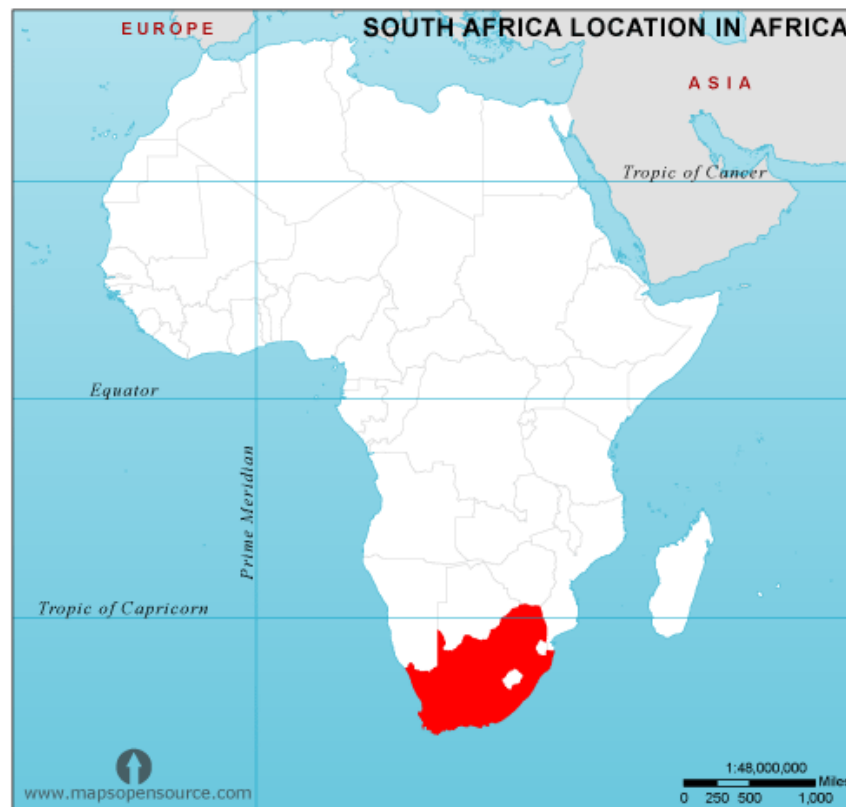 EUROPE
SOUTH AFRICA LOCATION IN AFRICA
ASIA
Tropic of Cancer
Equator
Prime Meridian
Tropic of Capricorn
www.mapsopensource.com
1:48,000,000
Miles
0 250 500 1,000